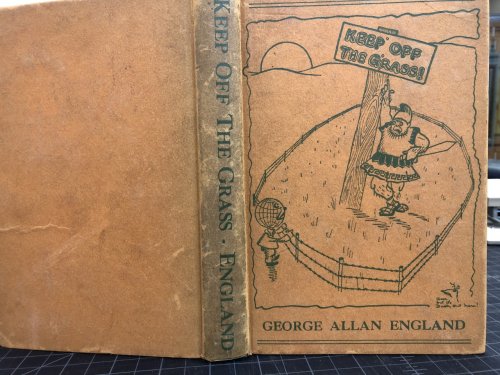 KEEP OFF THE GRASS · ENGLAND
KEEP OFF
THE GRASS!
GEORGE ALLAN ENGLAND